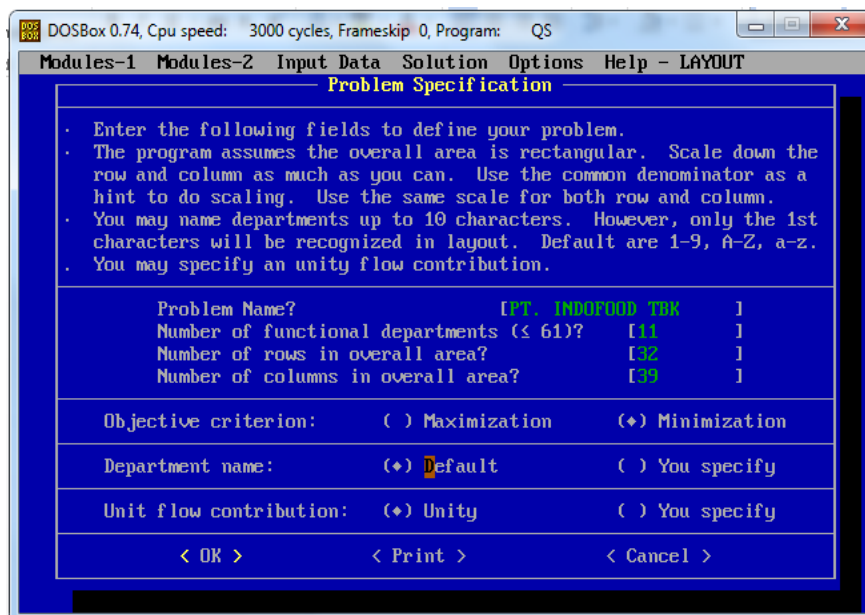 DOSBox 0.74, Cpu speed: 3000 cycles, Frameskip 0, Program: QS
Modules-1 Modules-2 Input Data Solution Options Help - LAYOUT
Problem Specification
· Enter the following fields to define your problem.
· The program assumes the overall area is rectangular. Scale down the
row and column as much as you can. Use the common denominator as a
hint to do scaling. Use the same scale for both row and column.
· You may name departments up to 10 characters. However, only the 1st
characters will be recognized in layout. Default are 1-9, A-Z, a-z.
. You may specify an unity flow contribution.
Problem Name? [PT. INDOFOOD TBK ]
Number of functional departments (≤ 61)? [11 ]
Number of rows in overall area? [32 ]
Number of columns in overall area? [39 ]
Objective criterion: ( ) Maximization (♦) Minimization
Department name: (♦) Default ( ) You specify
Unit flow contribution: (♦) Unity ( ) You specify
< OK > < Print > < Cancel >